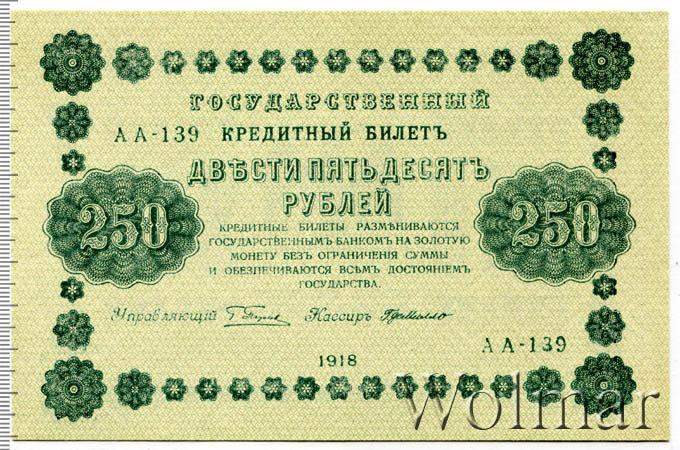 ГОСУДАРСТВЕННЫЙ
АА-139 КРЕДИТНЫЙ БИЛЕТЪ
ДВѢСТИ ПЯТЬДЕСЯТЪ
РУБЛЕЙ
250
250
КРЕДИТНЫЕ БИЛЕТЫ РАЗМѢНИВАЮТСЯ
ГОСУДАРСТВЕННЫМЪ БАНКОМЪ НА ЗОЛОТУЮ
МОНЕТУ БЕЗЪ ОГРАНИЧЕНІЯ СУММЫ
И ОБЕЗПЕЧИВАЮТСЯ ВСѢМЪ ДОСТОЯНІЕМЪ
ГОСУДАРСТВА.
Управляющій Кассиръ
АА-139
1918
Wolmar